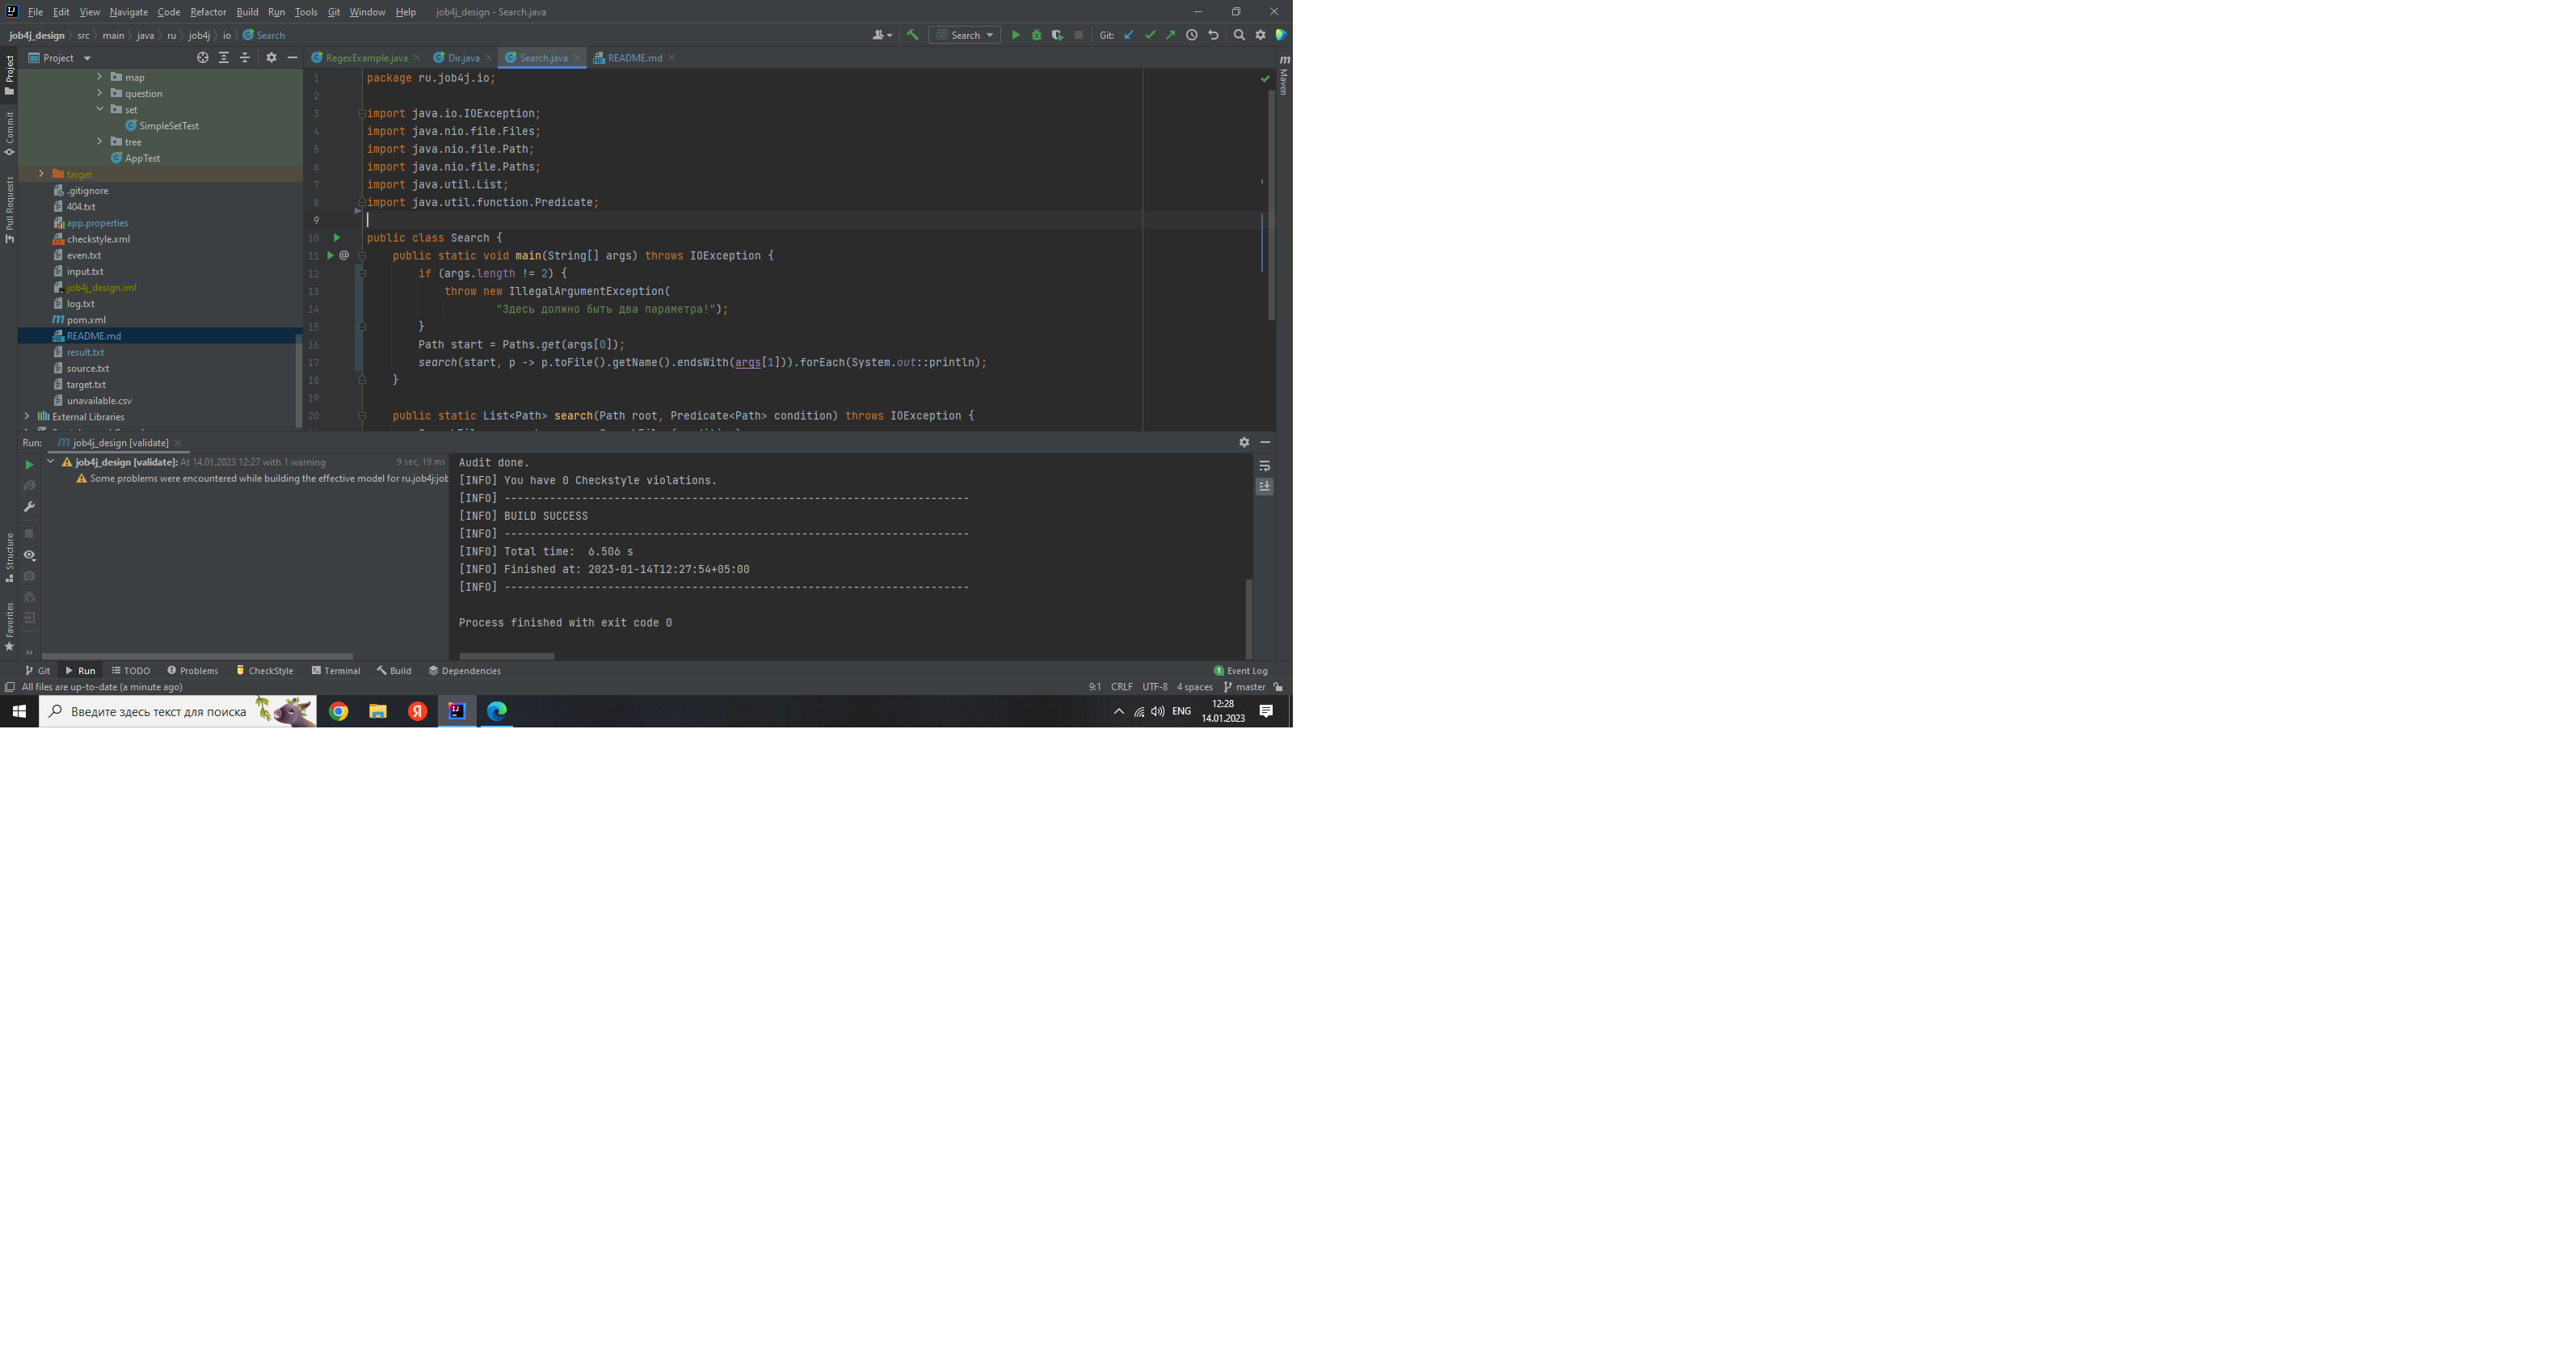 File Edit View Navigate Code Refactor Build Run Tools Git Window Help job4j_design - Search.java
job4j_design src main java ru job4j io Search
Search Git:
Project
RegexExample.java Dir.java Search.java README.md
map
question
set
SimpleSetTest
tree
AppTest
target
.gitignore
404.txt
app.properties
checkstyle.xml
even.txt
input.txt
job4j_design.iml
log.txt
pom.xml
README.md
result.txt
source.txt
target.txt
unavailable.csv
External Libraries
Project
Commit
Pull Requests
Structure
Favorites
Maven
1 package ru.job4j.io;
2
3 import java.io.IOException;
4 import java.nio.file.Files;
5 import java.nio.file.Path;
6 import java.nio.file.Paths;
7 import java.util.List;
8 import java.util.function.Predicate;
9
10 public class Search {
11 public static void main(String[] args) throws IOException {
12 if (args.length != 2) {
13 throw new IllegalArgumentException(
14 "Здесь должно быть два параметра!");
15 }
16 Path start = Paths.get(args[0]);
17 search(start, p -> p.toFile().getName().endsWith(args[1])).forEach(System.out::println);
18 }
19
20 public static List<Path> search(Path root, Predicate<Path> condition) throws IOException {
Run: job4j_design [validate]
job4j_design [validate]: At 14.01.2023 12:27 with 1 warning 9 sec, 19 ms
Some problems were encountered while building the effective model for ru.job4j:job
Audit done.
[INFO] You have 0 Checkstyle violations.
[INFO] ------------------------------------------------------------------------
[INFO] BUILD SUCCESS
[INFO] ------------------------------------------------------------------------
[INFO] Total time:  6.506 s
[INFO] Finished at: 2023-01-14T12:27:54+05:00
[INFO] ------------------------------------------------------------------------
Process finished with exit code 0
Git Run TODO Problems CheckStyle Terminal Build Dependencies 1 Event Log
All files are up-to-date (a minute ago) 9:1 CRLF UTF-8 4 spaces master
Введите здесь текст для поиска Я ENG 12:28
14.01.2023